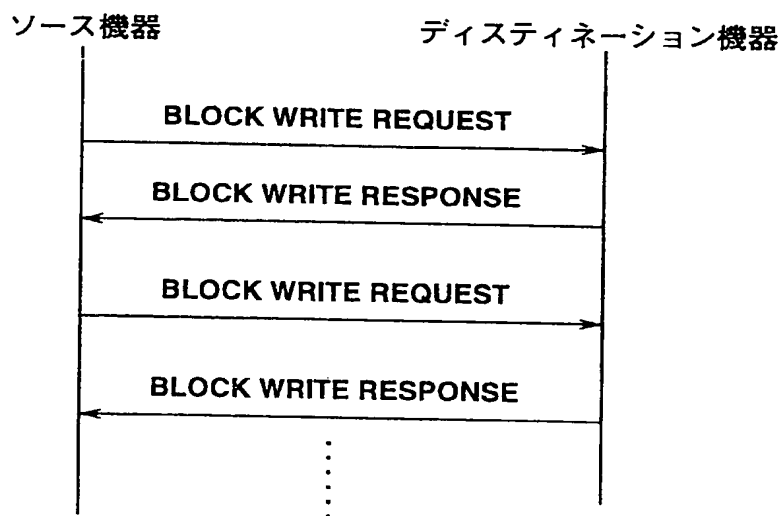 ソース機器
ディスティネーション機器
BLOCK WRITE REQUEST
BLOCK WRITE RESPONSE
BLOCK WRITE REQUEST
BLOCK WRITE RESPONSE